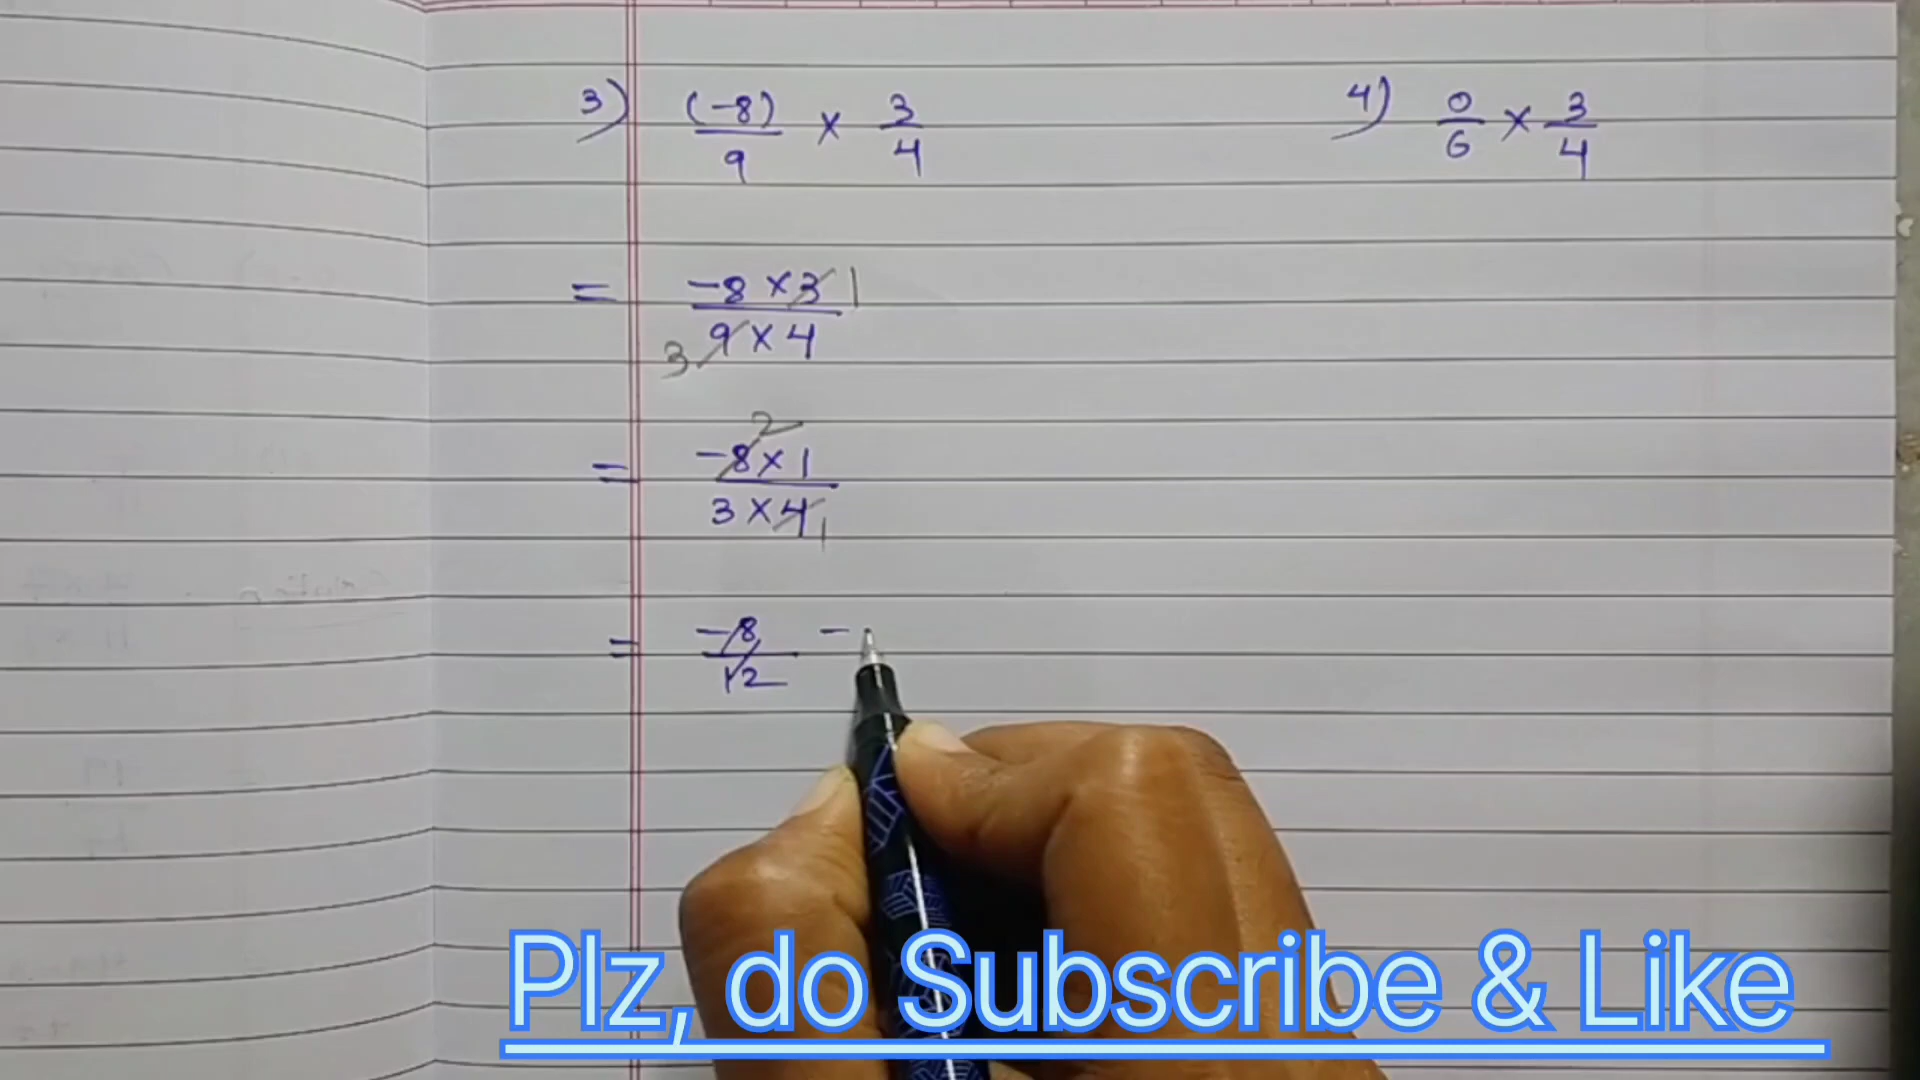 3) (-8)/9 × 3/4
4) 0/6 × 3/4
= -8 × 3 1 / 9 × 4 3
= -8 2 × 1 / 3 × 4 1
= -8/12 -
Plz, do Subscribe & Like